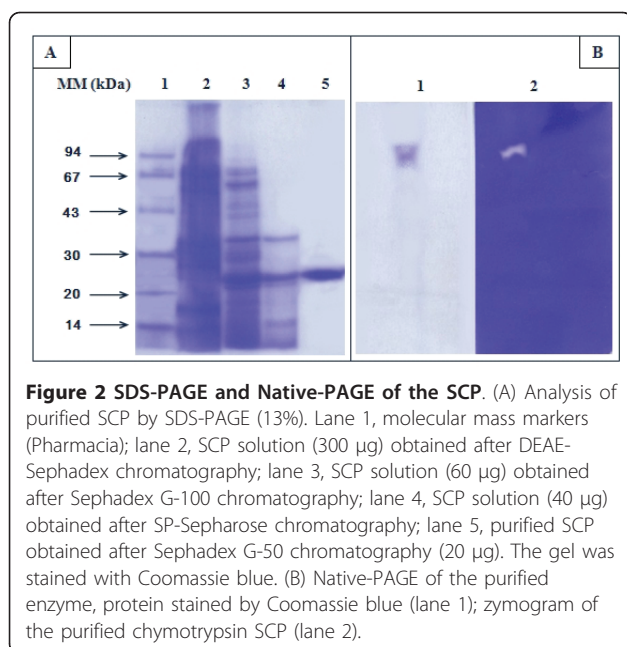 A
B
MM (kDa) 1 2 3 4 5
1 2
94
67
43
30
20
14
Figure 2 SDS-PAGE and Native-PAGE of the SCP. (A) Analysis of
purified SCP by SDS-PAGE (13%). Lane 1, molecular mass markers
(Pharmacia); lane 2, SCP solution (300 μg) obtained after DEAE-
Sephadex chromatography; lane 3, SCP solution (60 μg) obtained
after Sephadex G-100 chromatography; lane 4, SCP solution (40 μg)
obtained after SP-Sepharose chromatography; lane 5, purified SCP
obtained after Sephadex G-50 chromatography (20 μg). The gel was
stained with Coomassie blue. (B) Native-PAGE of the purified
enzyme, protein stained by Coomassie blue (lane 1); zymogram of
the purified chymotrypsin SCP (lane 2).